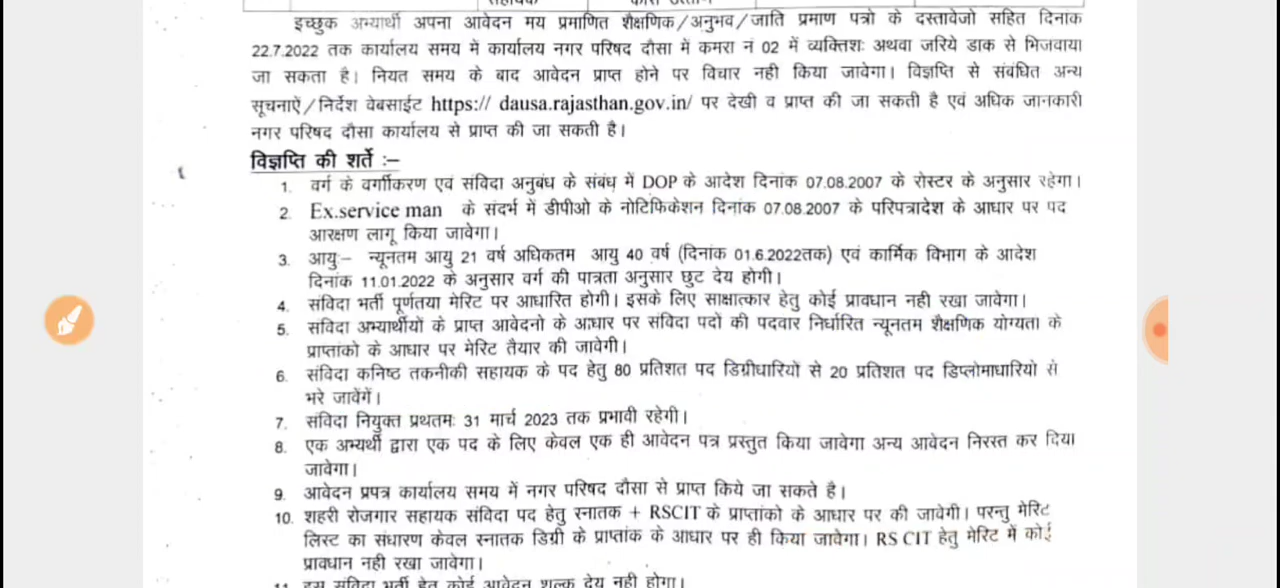 सहायक
इच्छुक अभ्यार्थी अपना आवेदन मय प्रमाणित शैक्षणिक/अनुभव/जाति प्रमाण पत्रो के दस्तावेजो सहित दिनाक
22.7.2022 तक कार्यालय समय में कार्यालय नगर परिषद दौसा में कमरा नं 02 में व्यक्तिशः अथवा जरिये डाक से भिजवाया
जा सकता है। नियत समय के बाद आवेदन प्राप्त होने पर विचार नही किया जावेगा। विज्ञप्ति से संबंधित अन्य
सूचनाऐं/निर्देश वेबसाईट https:// dausa.rajasthan.gov.in/ पर देखी व प्राप्त की जा सकती है एवं अधिक जानकारी
नगर परिषद दौसा कार्यालय से प्राप्त की जा सकती है।
विज्ञप्ति की शर्ते :–
1. वर्ग के वर्गीकरण एवं संविदा अनुबंध के संबंध में DOP के आदेश दिनांक 07.08.2007 के रोस्टर के अनुसार रहेगा।
2. Ex.service man के संदर्भ में डीपीओ के नोटिफिकेशन दिनांक 07.08.2007 के परिपत्रादेश के आधार पर पद
आरक्षण लागू किया जावेगा।
3. आयु:– न्यूनतम आयु 21 वर्ष अधिकतम आयु 40 वर्ष (दिनांक 01.6.2022तक) एवं कार्मिक विभाग के आदेश
दिनांक 11.01.2022 के अनुसार वर्ग की पात्रता अनुसार छुट देय होगी।
4. संविदा भर्ती पूर्णतया मेरिट पर आधारित होगी। इसके लिए साक्षात्कार हेतु कोई प्रावधान नही रखा जावेगा।
5. संविदा अभ्यार्थीयों के प्राप्त आवेदनो के आधार पर संविदा पदों की पदवार निर्धारित न्यूनतम शैक्षणिक योग्यता के
प्राप्तांको के आधार पर मेरिट तैयार की जावेगी।
6. संविदा कनिष्ठ तकनीकी सहायक के पद हेतु 80 प्रतिशत पद डिग्रीधारियों से 20 प्रतिशत पद डिप्लोमाधारियो से
भरे जावेंगें।
7. संविदा नियुक्त प्रथतमः 31 मार्च 2023 तक प्रभावी रहेगी।
8. एक अभ्यर्थी द्वारा एक पद के लिए केवल एक ही आवेदन पत्र प्रस्तुत किया जावेगा अन्य आवेदन निरस्त कर दिया
जावेगा।
9. आवेदन प्रपत्र कार्यालय समय में नगर परिषद दौसा से प्राप्त किये जा सकते है।
10. शहरी रोजगार सहायक संविदा पद हेतु स्नातक + RSCIT के प्राप्तांको के आधार पर की जावेगी। परन्तु मेरिट
लिस्ट का संधारण केवल स्नातक डिग्री के प्राप्तांक के आधार पर ही किया जावेगा। RS CIT हेतु मेरिट में कोई
प्रावधान नही रखा जावेगा।
11. इस संविदा भर्ती हेतु कोई आवेदन शुल्क देय नही होगा।